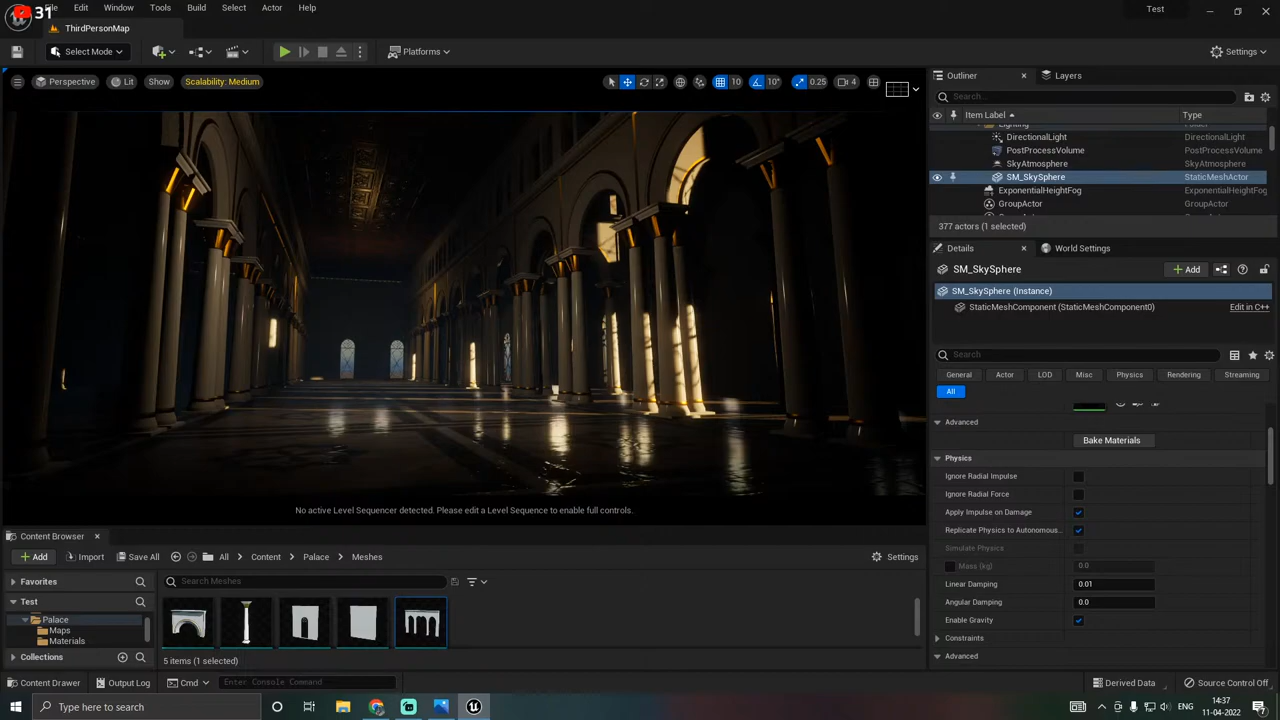 31
File Edit Window Tools Build Select Actor Help
Test
ThirdPersonMap
Select Mode
Platforms
Settings
Perspective Lit Show Scalability: Medium
10 10° 0.25 4
Outliner Layers
Search...
Item Label Type
Lighting Folder
DirectionalLight DirectionalLight
PostProcessVolume PostProcessVolume
SkyAtmosphere SkyAtmosphere
SM_SkySphere StaticMeshActor
ExponentialHeightFog ExponentialHeightFog
GroupActor GroupActor
377 actors (1 selected)
Details World Settings
SM_SkySphere
Add
SM_SkySphere (Instance)
StaticMeshComponent (StaticMeshComponent0) Edit in C++
Search
General Actor LOD Misc Physics Rendering Streaming
All
Advanced
Bake Materials
Physics
Ignore Radial Impulse
Ignore Radial Force
Apply Impulse on Damage
Replicate Physics to Autonomous...
Simulate Physics
Mass (kg) 0.0
Linear Damping 0.01
Angular Damping 0.0
Enable Gravity
Constraints
Advanced
No active Level Sequencer detected. Please edit a Level Sequence to enable full controls.
Content Browser
Add Import Save All All Content Palace Meshes Settings
Favorites
Search Meshes
Test
Palace
Maps
Materials
Collections
5 items (1 selected)
Content Drawer Output Log Cmd Enter Console Command Derived Data Source Control Off
Type here to search
ENG
14:37
11-04-2022